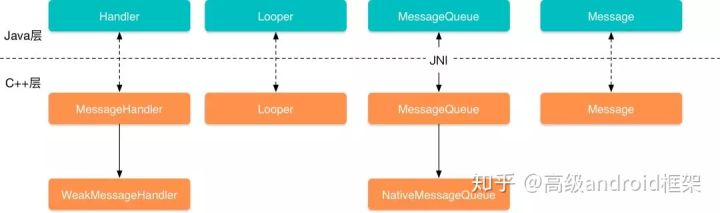 Handler
Looper
MessageQueue
Message
Java层
JNI
C++层
MessageHandler
Looper
MessageQueue
Message
WeakMessageHandler
NativeMessageQueue
知乎 @高级android框架